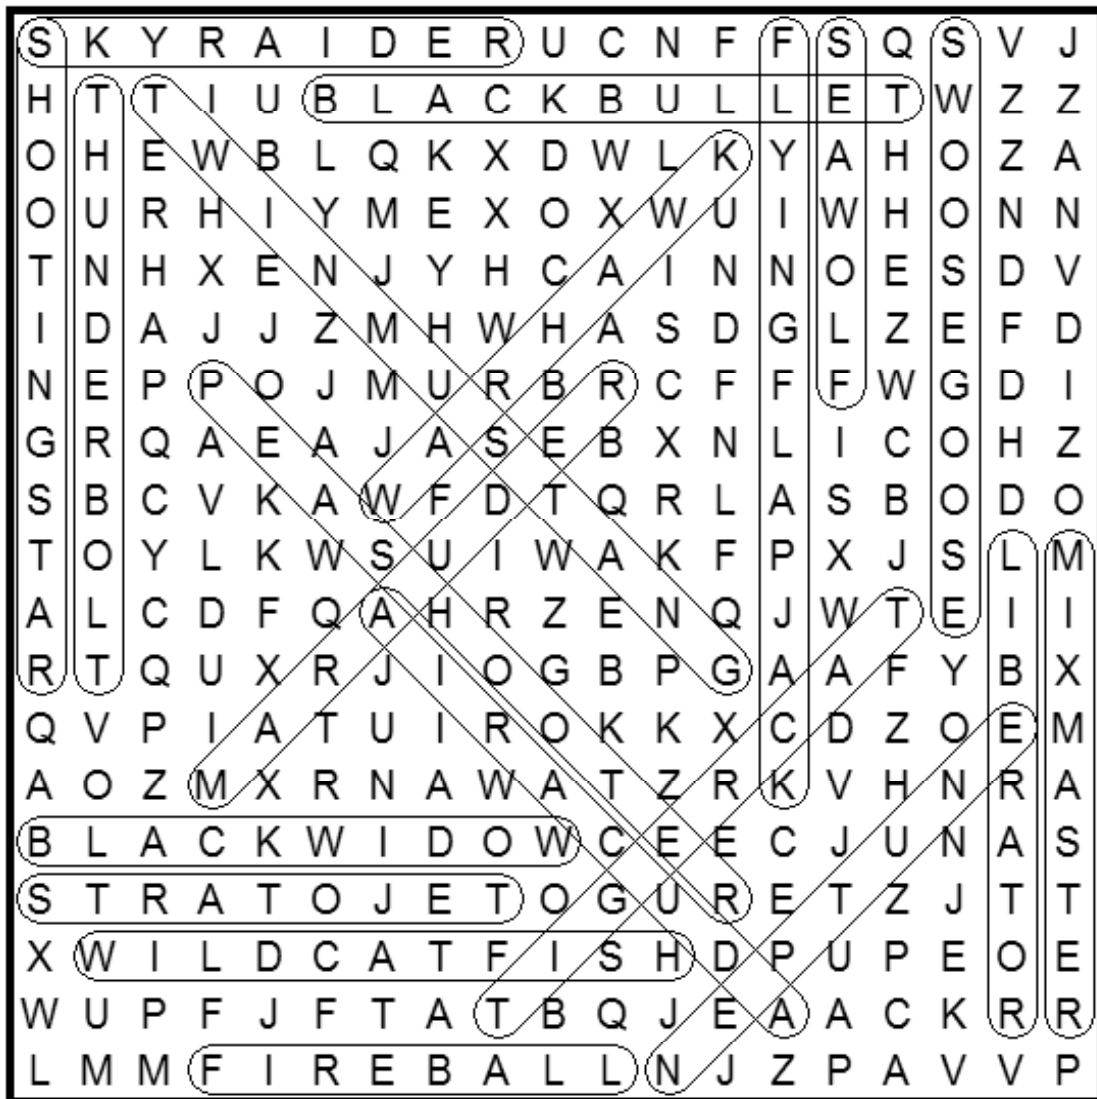 S K Y R A I D E R U C N F F S Q S V J
H T T I U B L A C K B U L L E T W Z Z
O H E W B L Q K X D W L K Y A H O Z A
O U R H I Y M E X O X W U I W H O N N
T N H X E N J Y H C A I N N O E S D V
I D A J J Z M H W H A S D G L Z E F D
N E P P O J M U R B R C F F F W G D I
G R Q A E A J A S E B X N L I C O H Z
S B C V K A W F D T Q R L A S B O D O
T O Y L K W S U I W A K F P X J S L M
A L C D F Q A H R Z E N Q J W T E I I
R T Q U X R J I O G B P G A A F Y B X
Q V P I A T U I R O K K X C D Z O E M
A O Z M X R N A W A T Z R K V H N R A
B L A C K W I D O W C E E C J U N A S
S T R A T O J E T O G U R E T Z J T T
X W I L D C A T F I S H D P U P E O E
W U P F J F T A T B Q J E A A C K R R
L M M F I R E B A L L N J Z P A V V P